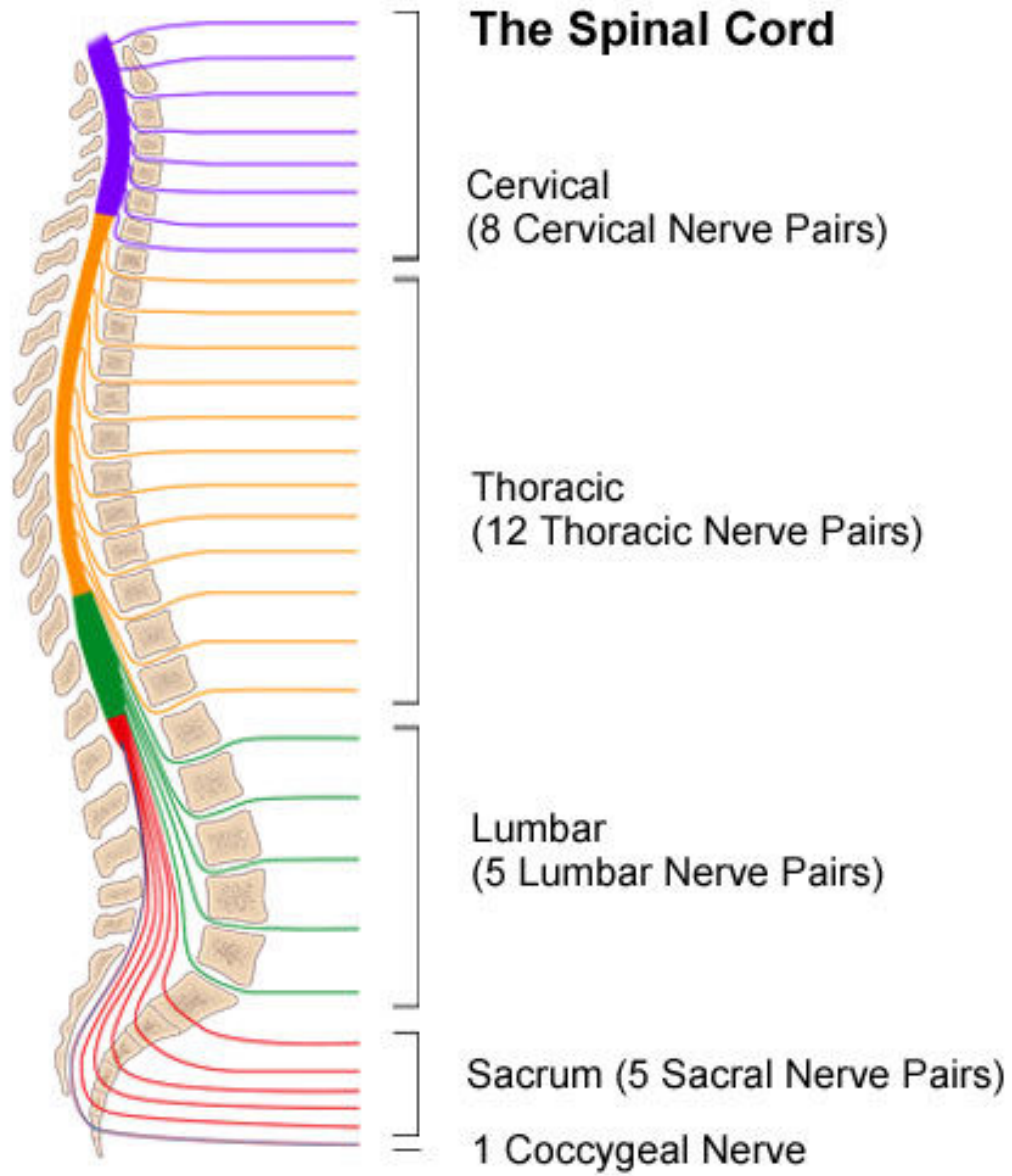 The Spinal Cord
Cervical
(8 Cervical Nerve Pairs)
Thoracic
(12 Thoracic Nerve Pairs)
Lumbar
(5 Lumbar Nerve Pairs)
Sacrum (5 Sacral Nerve Pairs)
1 Coccygeal Nerve